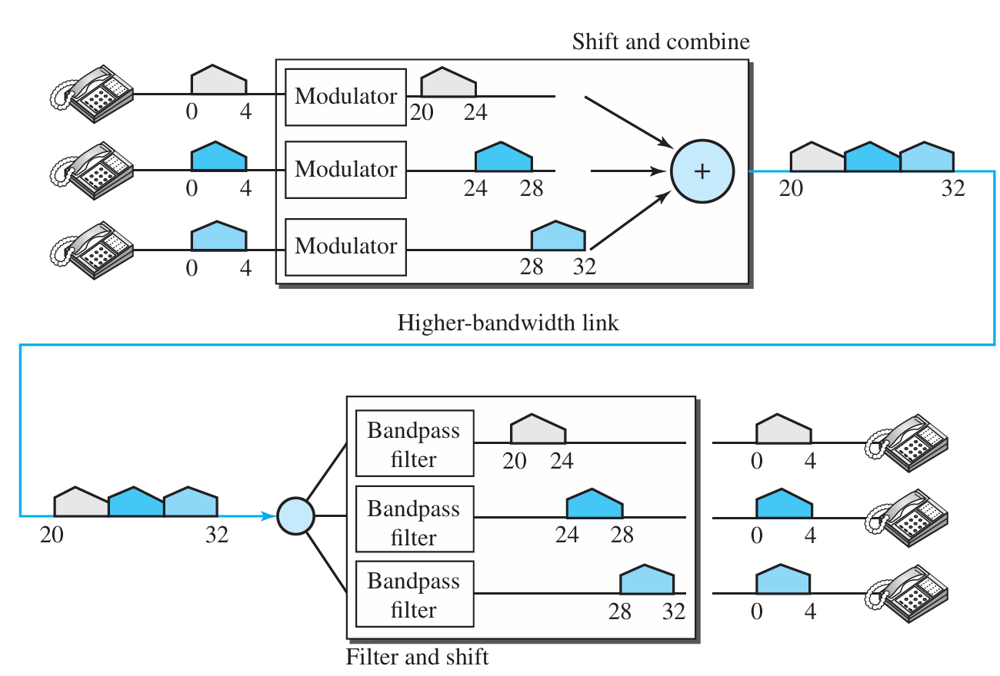 Shift and combine
Modulator
0 4
20 24
Modulator
0 4
24 28
+
20 32
Modulator
0 4
28 32
Higher-bandwidth link
Bandpass
filter
20 24
0 4
20 32
Bandpass
filter
24 28
0 4
Bandpass
filter
28 32
0 4
Filter and shift